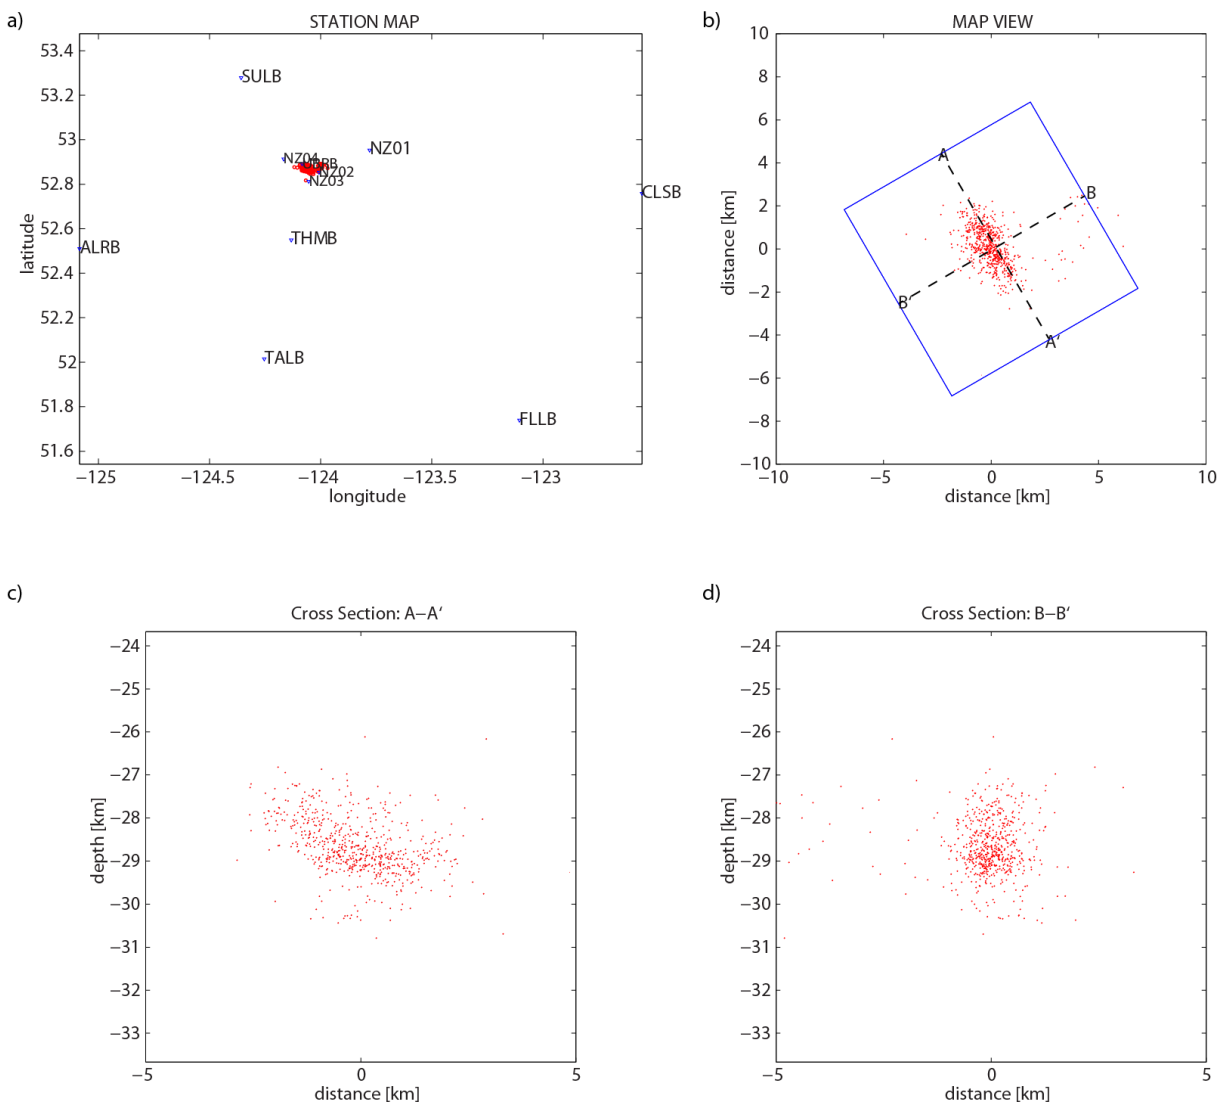 a)
STATION MAP
53.4
53.2
53
52.8
52.6
52.4
52.2
52
51.8
51.6
latitude
SULB
NZ01
NZ04
NZ02
NZ03
CLSB
THMB
ALRB
TALB
FLLB
−125
−124.5
−124
−123.5
−123
longitude
b)
MAP VIEW
10
8
6
4
2
0
−2
−4
−6
−8
−10
distance [km]
A
B
B'
A'
−10
−5
0
5
10
distance [km]
c)
Cross Section: A−A‘
−24
−25
−26
−27
−28
−29
−30
−31
−32
−33
depth [km]
−5
0
5
distance [km]
d)
Cross Section: B−B‘
−24
−25
−26
−27
−28
−29
−30
−31
−32
−33
depth [km]
−5
0
5
distance [km]